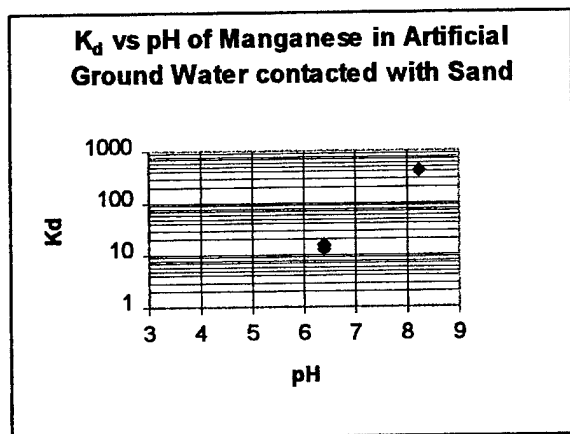 K_d vs pH of Manganese in Artificial
Ground Water contacted with Sand
1000
100
10
1
Kd
3 4 5 6 7 8 9
pH